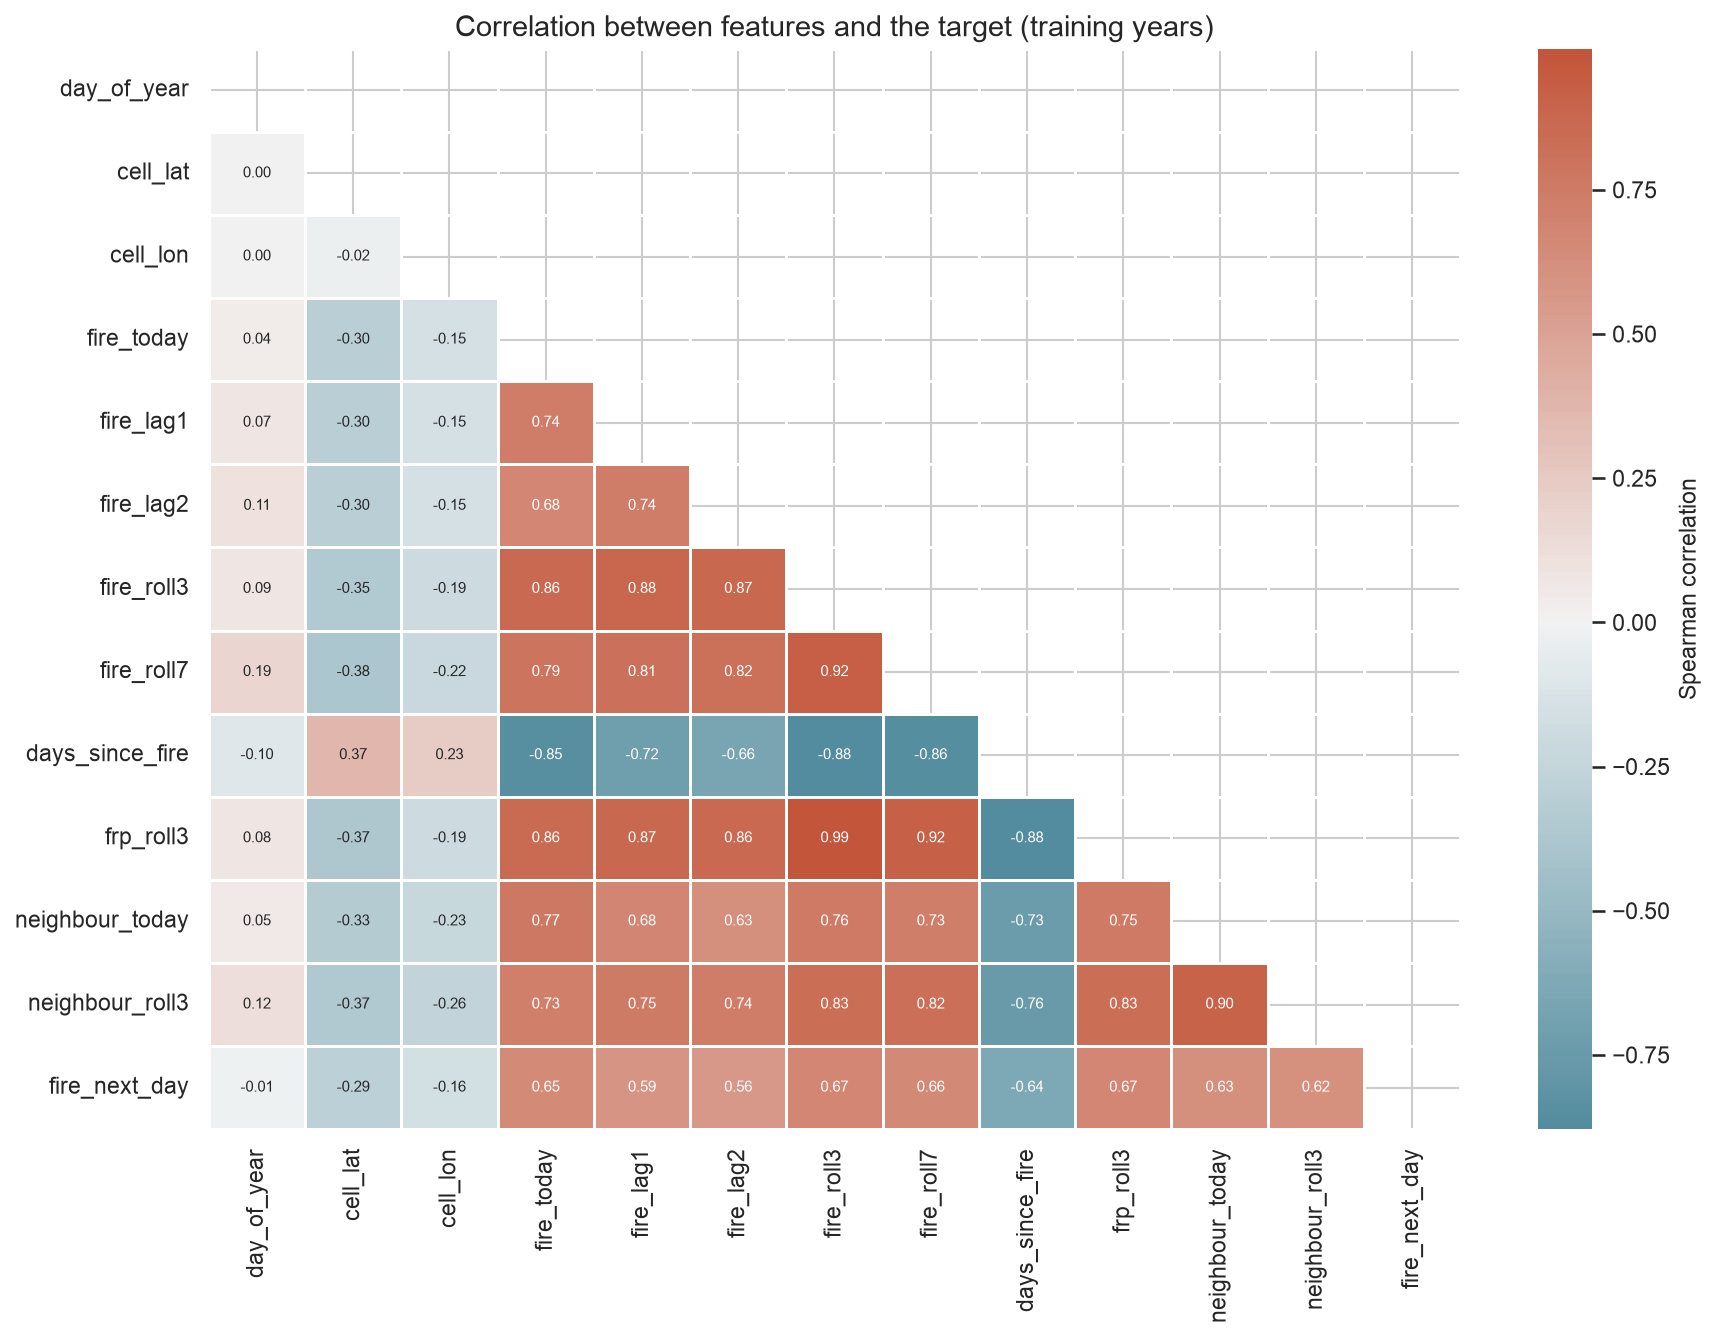 Correlation between features and the target (training years)
day_of_year
cell_lat 0.00
cell_lon 0.00 -0.02
fire_today 0.04 -0.30 -0.15
fire_lag1 0.07 -0.30 -0.15 0.74
fire_lag2 0.11 -0.30 -0.15 0.68 0.74
fire_roll3 0.09 -0.35 -0.19 0.86 0.88 0.87
fire_roll7 0.19 -0.38 -0.22 0.79 0.81 0.82 0.92
days_since_fire -0.10 0.37 0.23 -0.85 -0.72 -0.66 -0.88 -0.86
frp_roll3 0.08 -0.37 -0.19 0.86 0.87 0.86 0.99 0.92 -0.88
neighbour_today 0.05 -0.33 -0.23 0.77 0.68 0.63 0.76 0.73 -0.73 0.75
neighbour_roll3 0.12 -0.37 -0.26 0.73 0.75 0.74 0.83 0.82 -0.76 0.83 0.90
fire_next_day -0.01 -0.29 -0.16 0.65 0.59 0.56 0.67 0.66 -0.64 0.67 0.63 0.62
day_of_year
cell_lat
cell_lon
fire_today
fire_lag1
fire_lag2
fire_roll3
fire_roll7
days_since_fire
frp_roll3
neighbour_today
neighbour_roll3
fire_next_day
0.75
0.50
0.25
0.00
−0.25
−0.50
−0.75
Spearman correlation